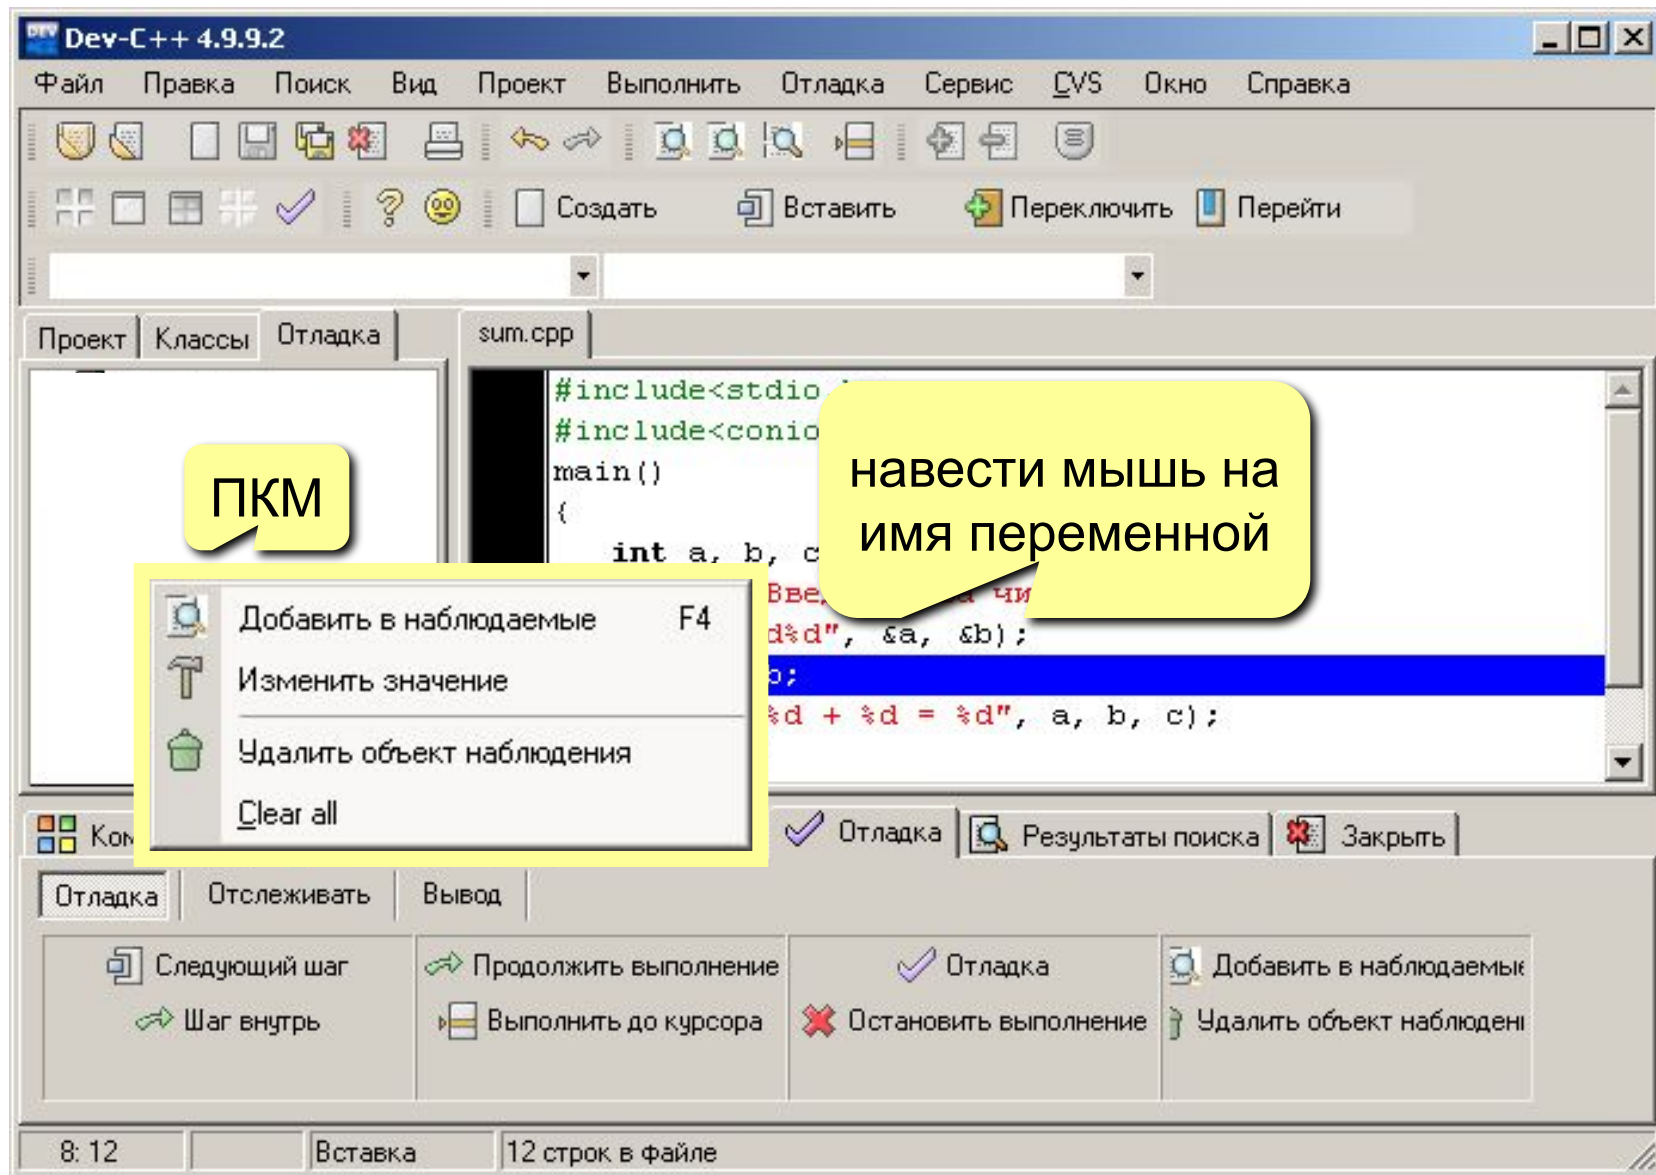 Dev-C++ 4.9.9.2
Файл Правка Поиск Вид Проект Выполнить Отладка Сервис CVS Окно Справка
Создать Вставить Переключить Перейти
Проект Классы Отладка sum.cpp
#include<stdio
#include<conio
main()
{
int a, b, c
d%d", &a, &b);
b;
%d + %d = %d", a, b, c);
ПКМ
навести мышь на
имя переменной
Добавить в наблюдаемые F4
Изменить значение
Удалить объект наблюдения
Clear all
Отладка Результаты поиска Закрыть
Отладка Отслеживать Вывод
Следующий шаг Продолжить выполнение Отладка Добавить в наблюдаемые
Шаг внутрь Выполнить до курсора Остановить выполнение Удалить объект наблюден
8: 12 Вставка 12 строк в файле